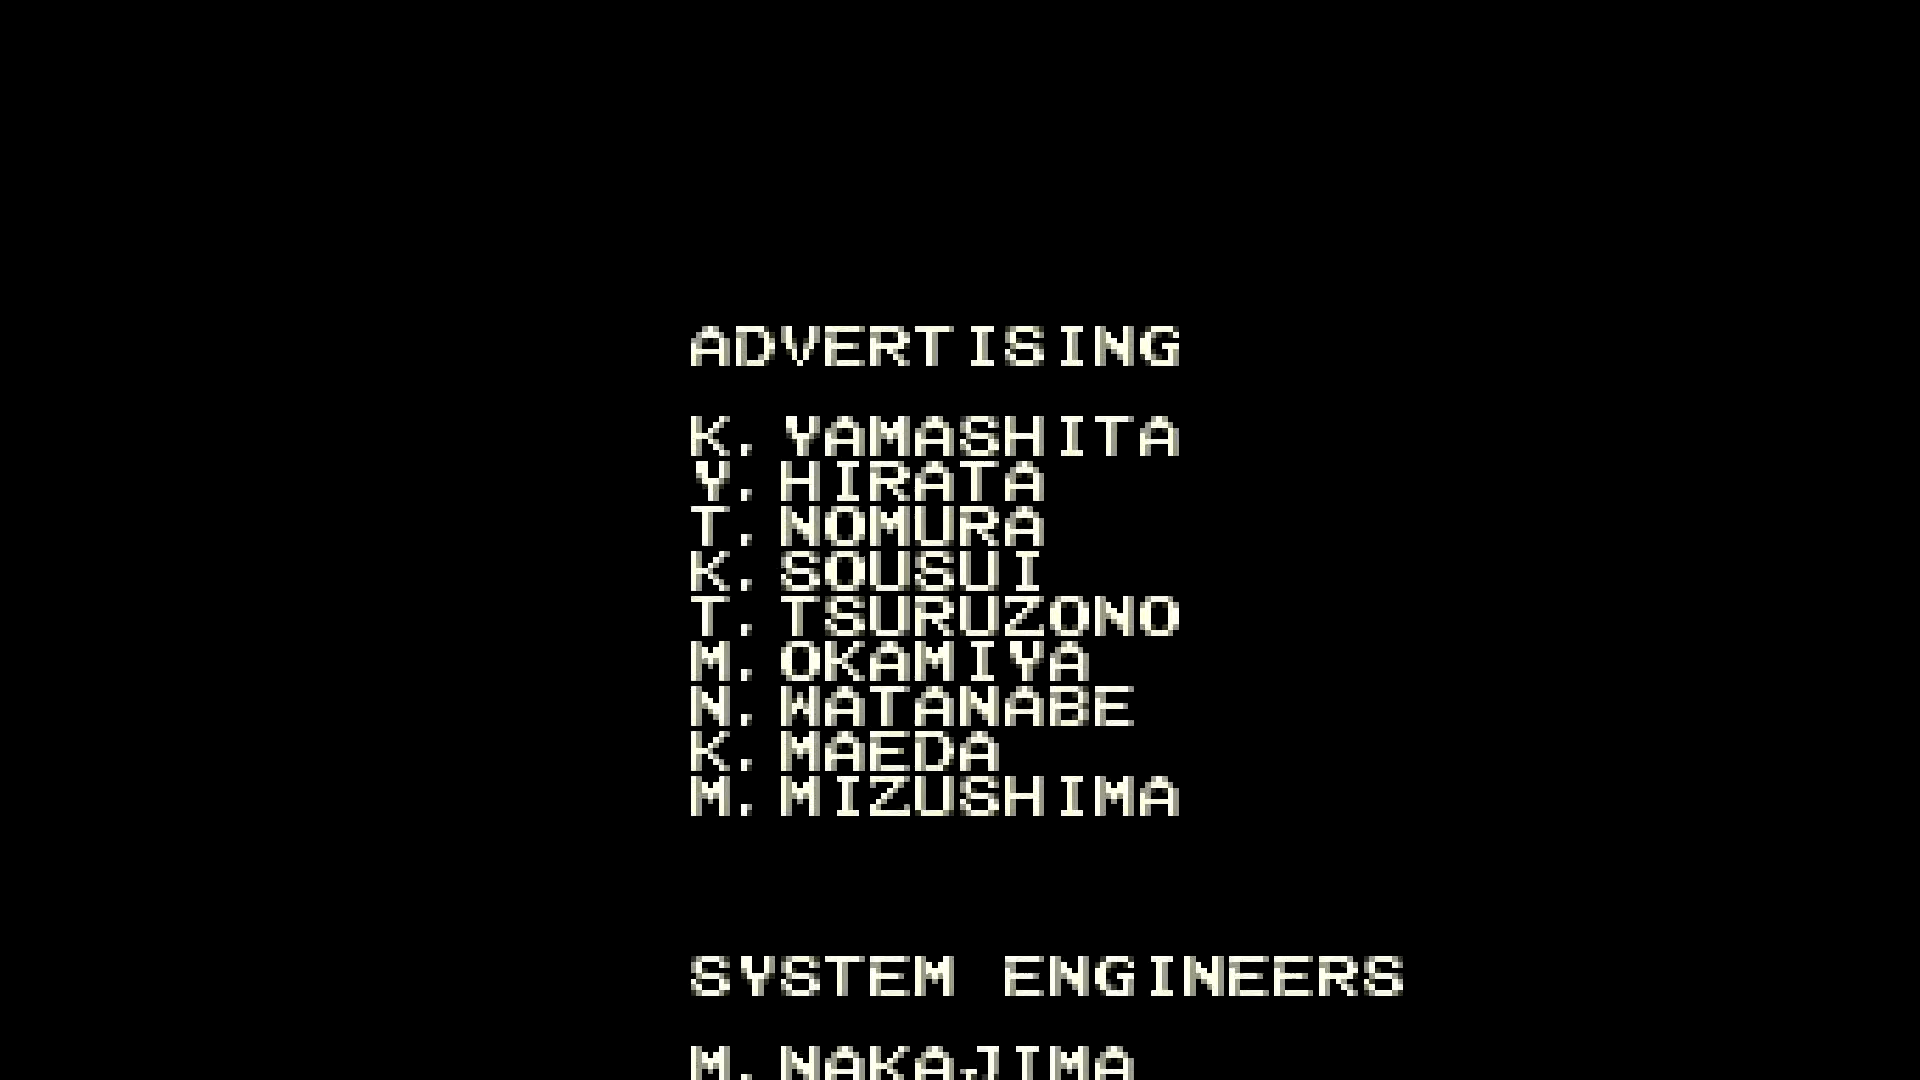 ADVERTISING
K. YAMASHITA
Y. HIRATA
T. NOMURA
K. SOUSUI
T. TSURUZONO
M. OKAMIYA
N. WATANABE
K. MAEDA
M. MIZUSHIMA
SYSTEM ENGINEERS
M. NAKAJIMA